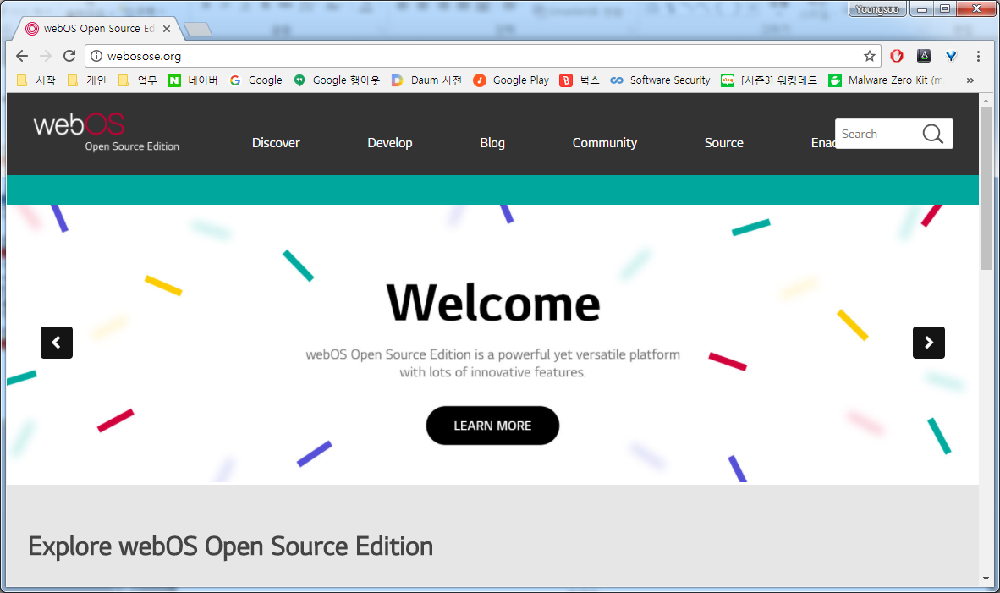 Youngsoo
webOS Open Source Ed
webosose.org
시작 개인 업무 네이버 Google Google 행아웃 Daum 사전 Google Play 벅스 Software Security [시즌3] 워킹데드 Malware Zero Kit (m
webOS
Open Source Edition
Discover Develop Blog Community Source Enac
Search
Welcome
webOS Open Source Edition is a powerful yet versatile platform
with lots of innovative features.
LEARN MORE
Explore webOS Open Source Edition